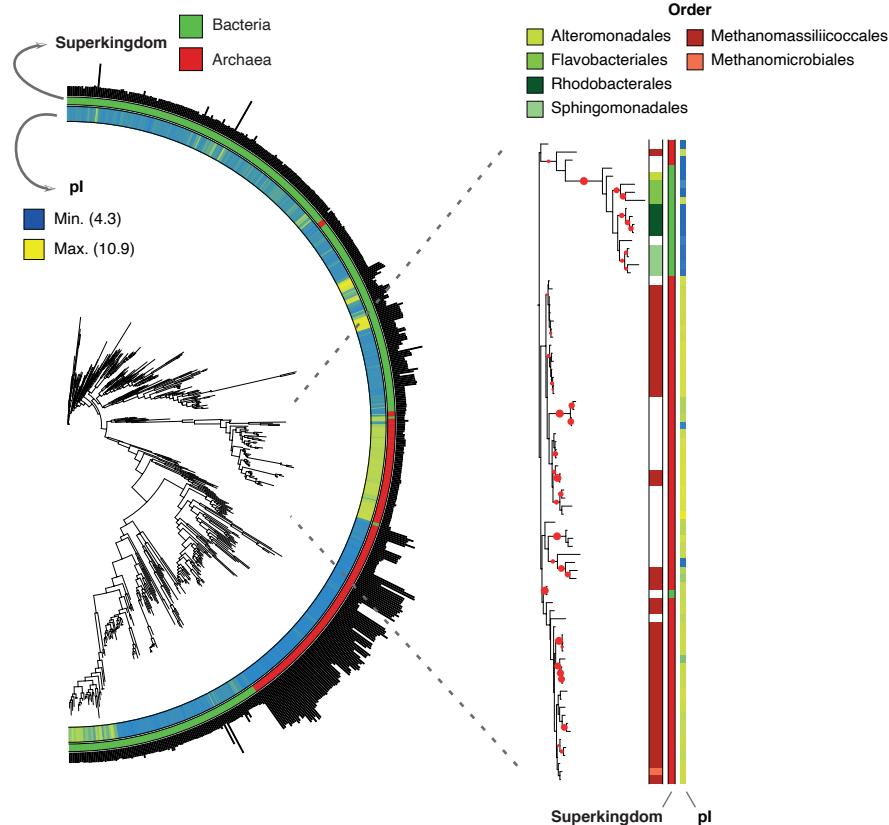 Superkingdom
Bacteria
Archaea
pI
Min. (4.3)
Max. (10.9)
Order
Alteromonadales
Flavobacteriales
Rhodobacterales
Sphingomonadales
Methanomassiliicoccales
Methanomicrobiales
Superkingdom
pI